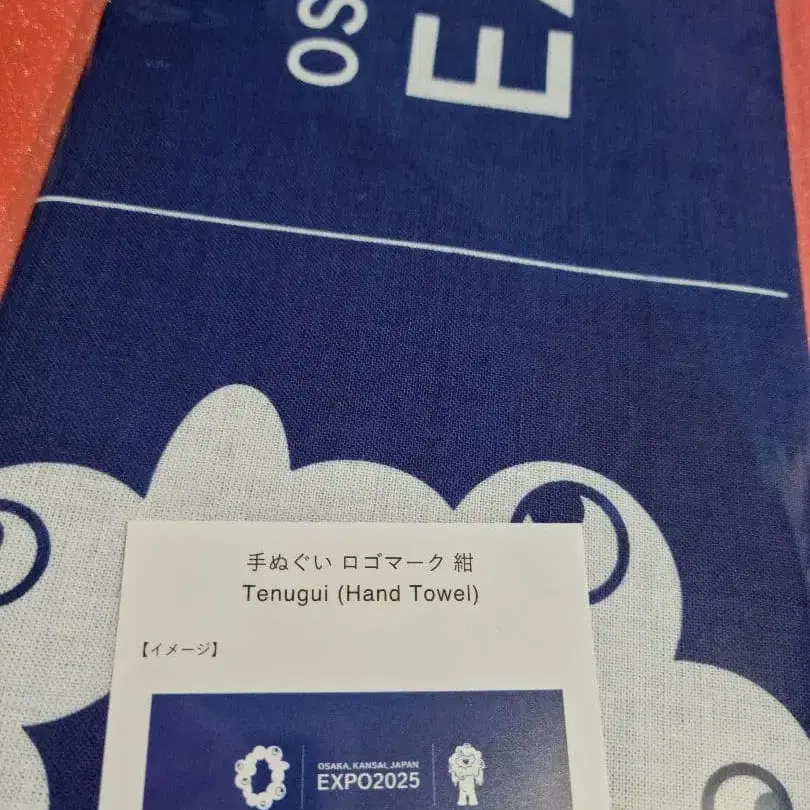 OS
EX
手ぬぐい ロゴマーク 紺
Tenugui (Hand Towel)
【イメージ】
OSAKA, KANSAI, JAPAN
EXPO2025